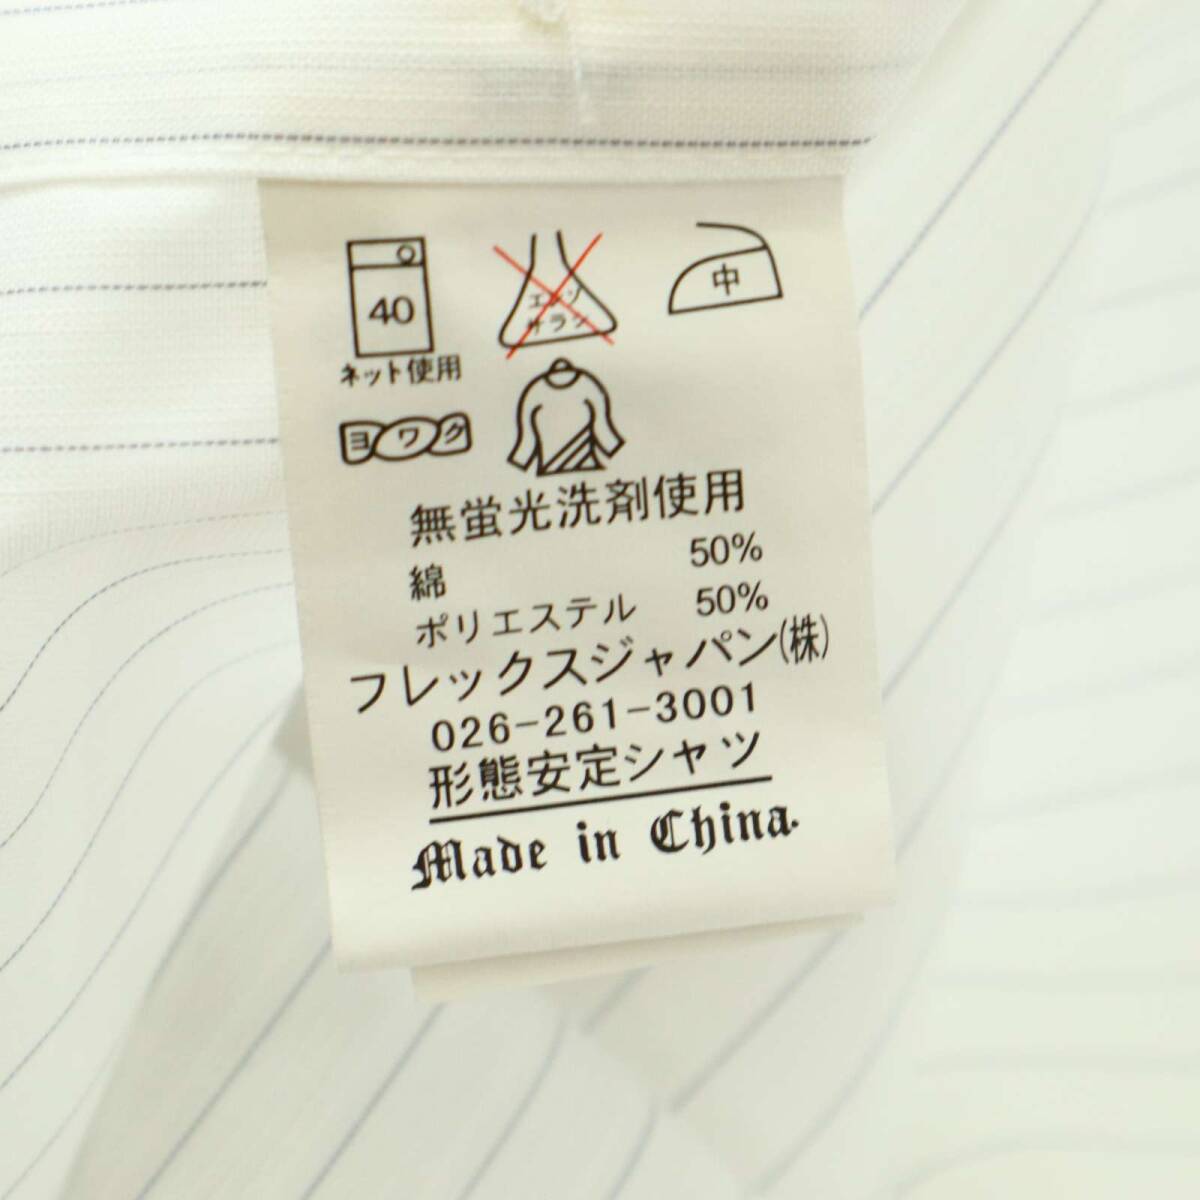 40
エンソ
サラシ
中
ネット使用
ヨワク
無蛍光洗剤使用
綿 50%
ポリエステル 50%
フレックスジャパン(株)
026-261-3001
形態安定シャツ
Made in China.